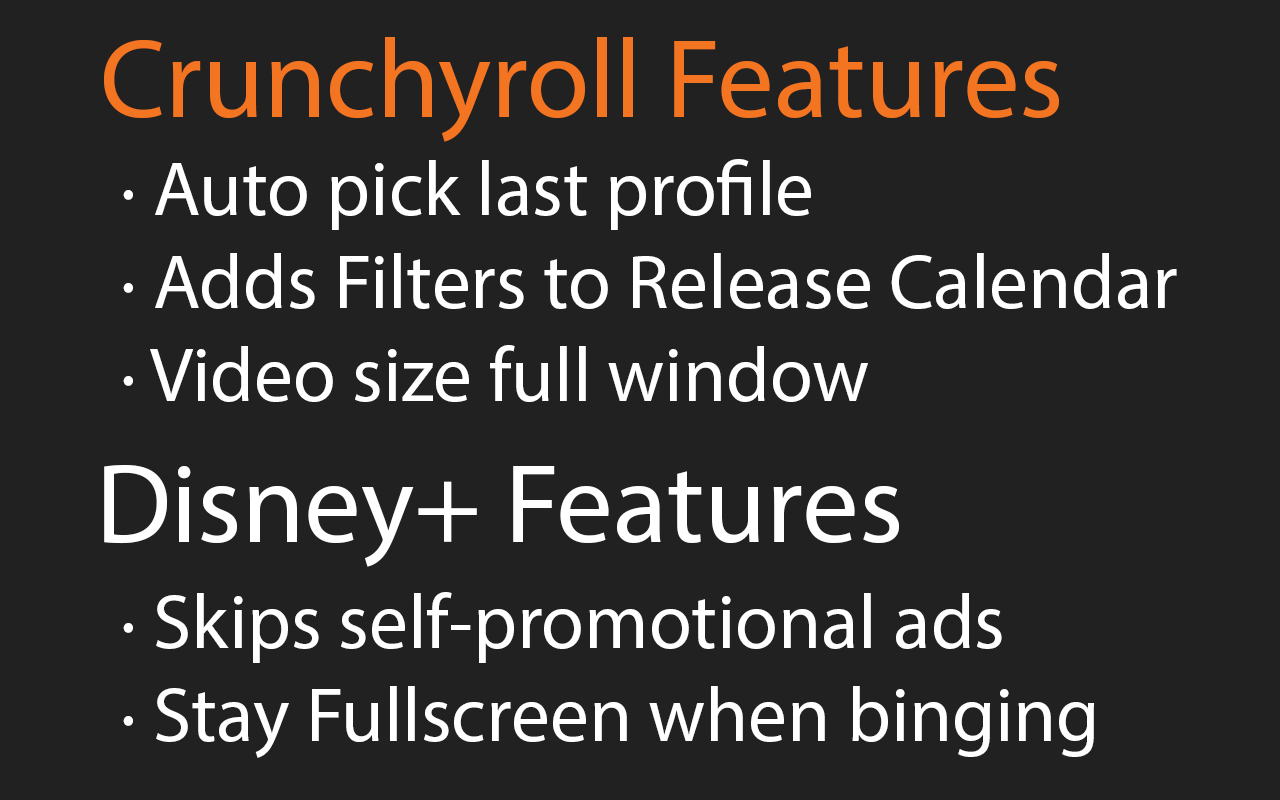 Crunchyroll Features
· Auto pick last profile
· Adds Filters to Release Calendar
· Video size full window
Disney+ Features
· Skips self-promotional ads
· Stay Fullscreen when binging